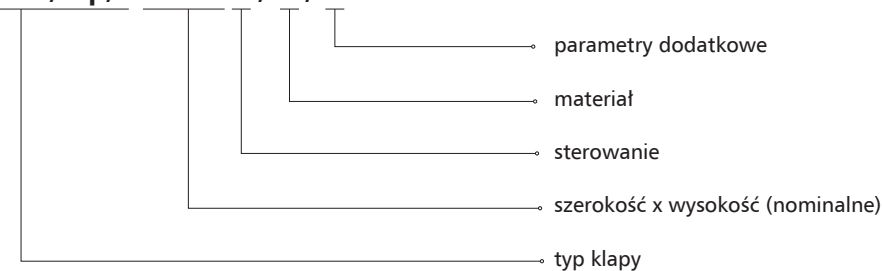 parametry dodatkowe
materiał
sterowanie
szerokość x wysokość (nominalne)
typ klapy